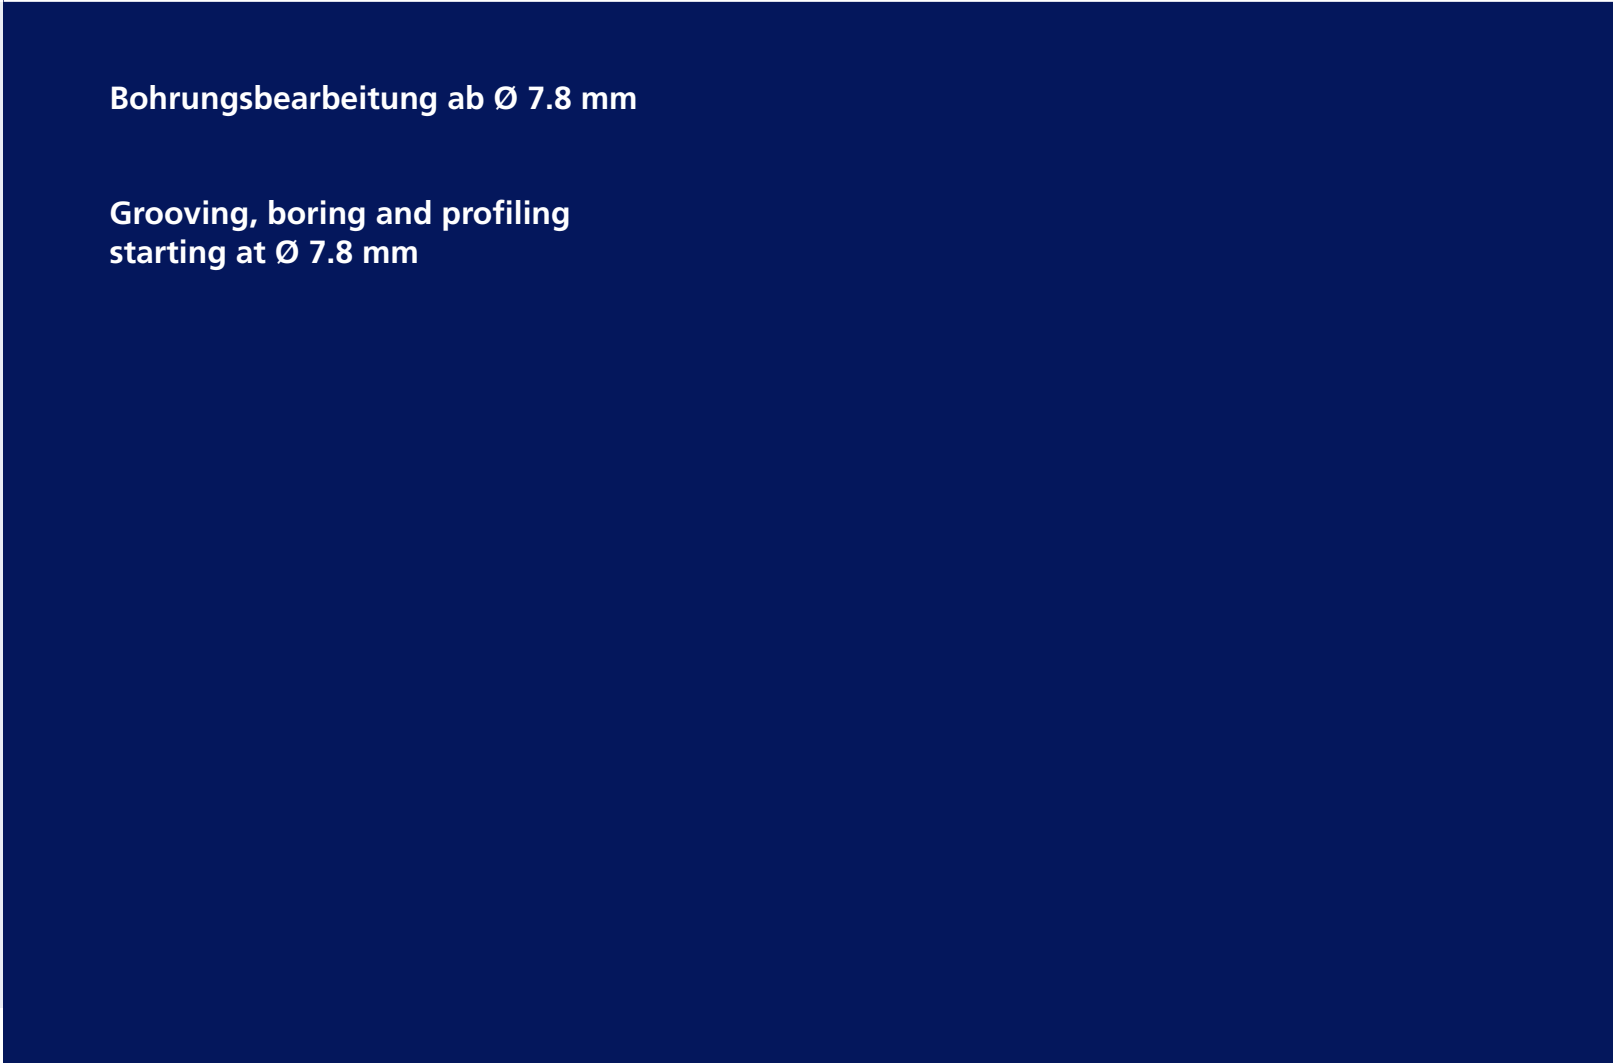 Bohrungsbearbeitung ab Ø 7.8 mm
Grooving, boring and profiling
starting at Ø 7.8 mm